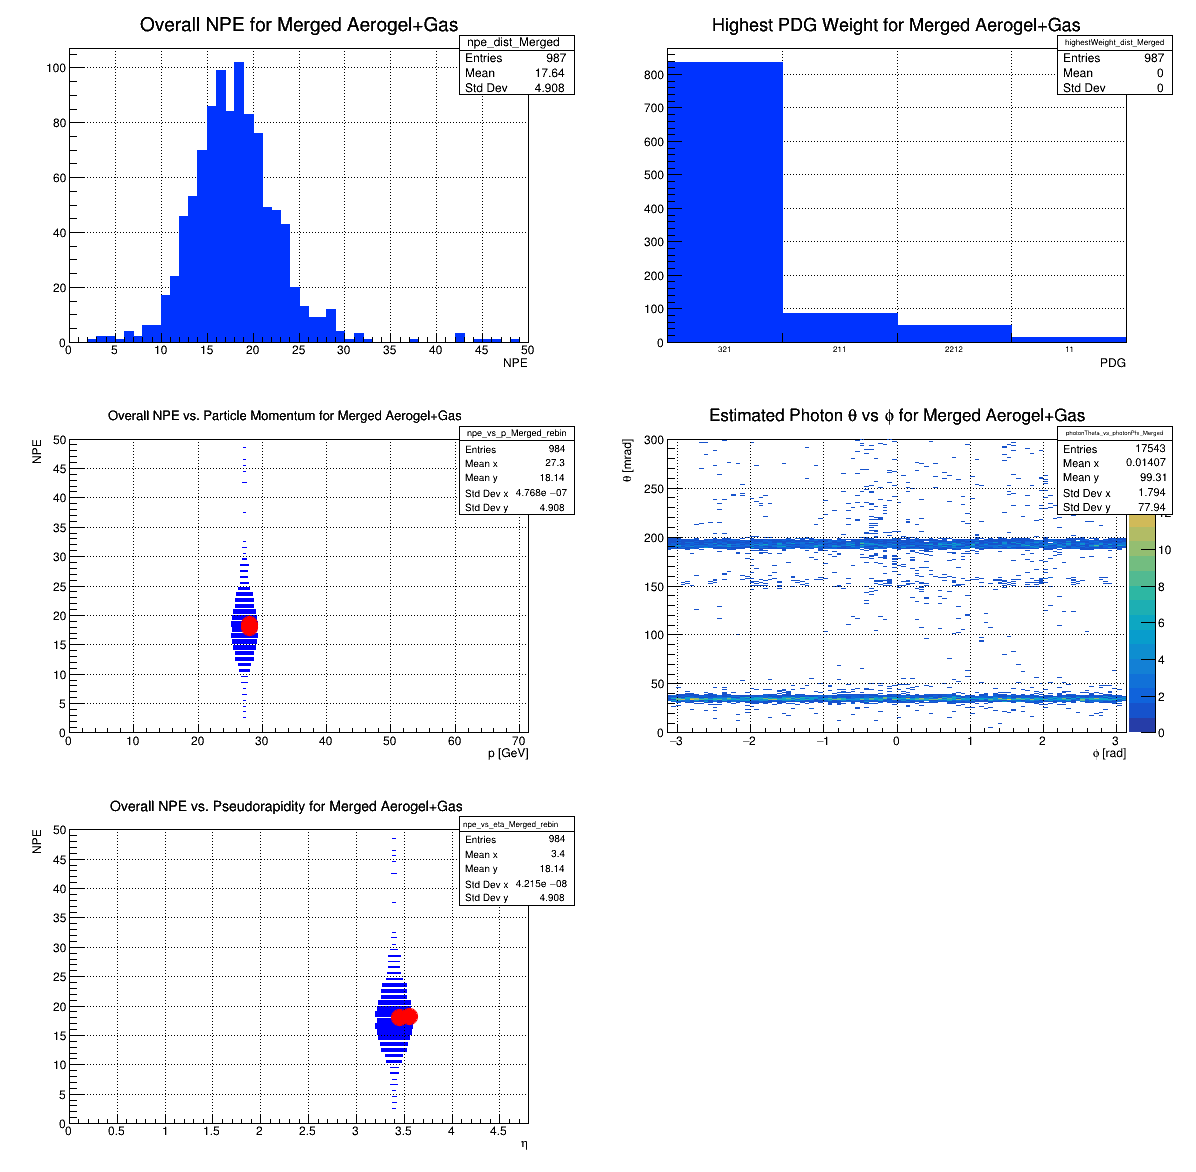 Overall NPE for Merged Aerogel+Gas
npe_dist_Merged
Entries 987
Mean 17.64
Std Dev 4.908
100
80
60
40
20
0
0 5 10 15 20 25 30 35 40 45 50
NPE
Highest PDG Weight for Merged Aerogel+Gas
highestWeight_dist_Merged
Entries 987
Mean 0
Std Dev 0
800
700
600
500
400
300
200
100
0
321 211 2212 11
PDG
Overall NPE vs. Particle Momentum for Merged Aerogel+Gas
npe_vs_p_Merged_rebin
Entries 984
Mean x 27.3
Mean y 18.14
Std Dev x 4.768e −07
Std Dev y 4.908
NPE
50
45
40
35
30
25
20
15
10
5
0
0 10 20 30 40 50 60 70
p [GeV]
Estimated Photon θ vs ϕ for Merged Aerogel+Gas
photonTheta_vs_photonPhi_Merged
Entries 17543
Mean x 0.01407
Mean y 99.31
Std Dev x 1.794
Std Dev y 77.94
θ [mrad]
300
250
200
150
100
50
0
−3 −2 −1 0 1 2 3
ϕ [rad]
10
8
6
4
2
0
Overall NPE vs. Pseudorapidity for Merged Aerogel+Gas
npe_vs_eta_Merged_rebin
Entries 984
Mean x 3.4
Mean y 18.14
Std Dev x 4.215e −08
Std Dev y 4.908
NPE
50
45
40
35
30
25
20
15
10
5
0
0 0.5 1 1.5 2 2.5 3 3.5 4 4.5
η